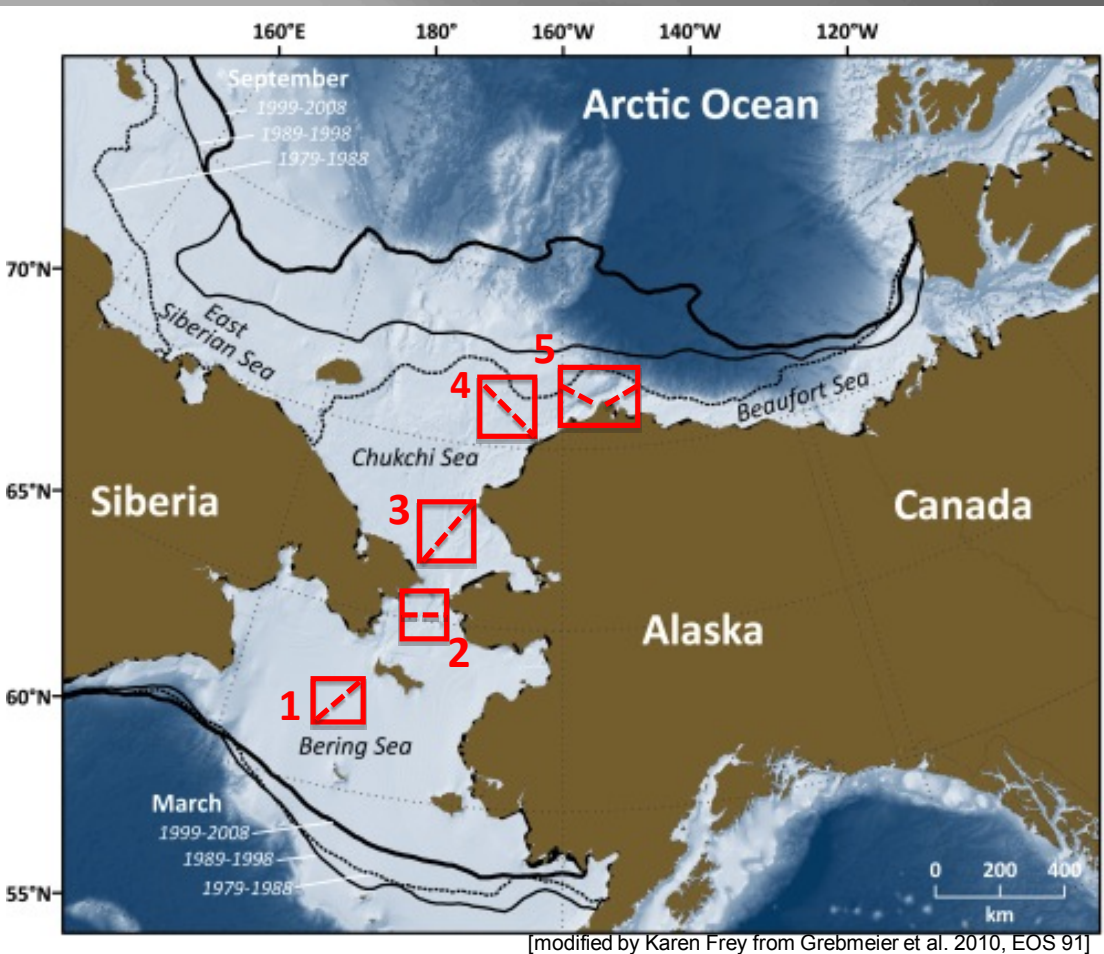 160°E 180° 160°W 140°W 120°W
September
1999-2008
1989-1998
1979-1988
Arctic Ocean
70°N
East
Siberian Sea
5
4
Beaufort Sea
Chukchi Sea
65°N
Siberia
3
Canada
Alaska
2
60°N
1
Bering Sea
March
1999-2008
1989-1998
1979-1988
0 200 400
km
55°N
[modified by Karen Frey from Grebmeier et al. 2010, EOS 91]